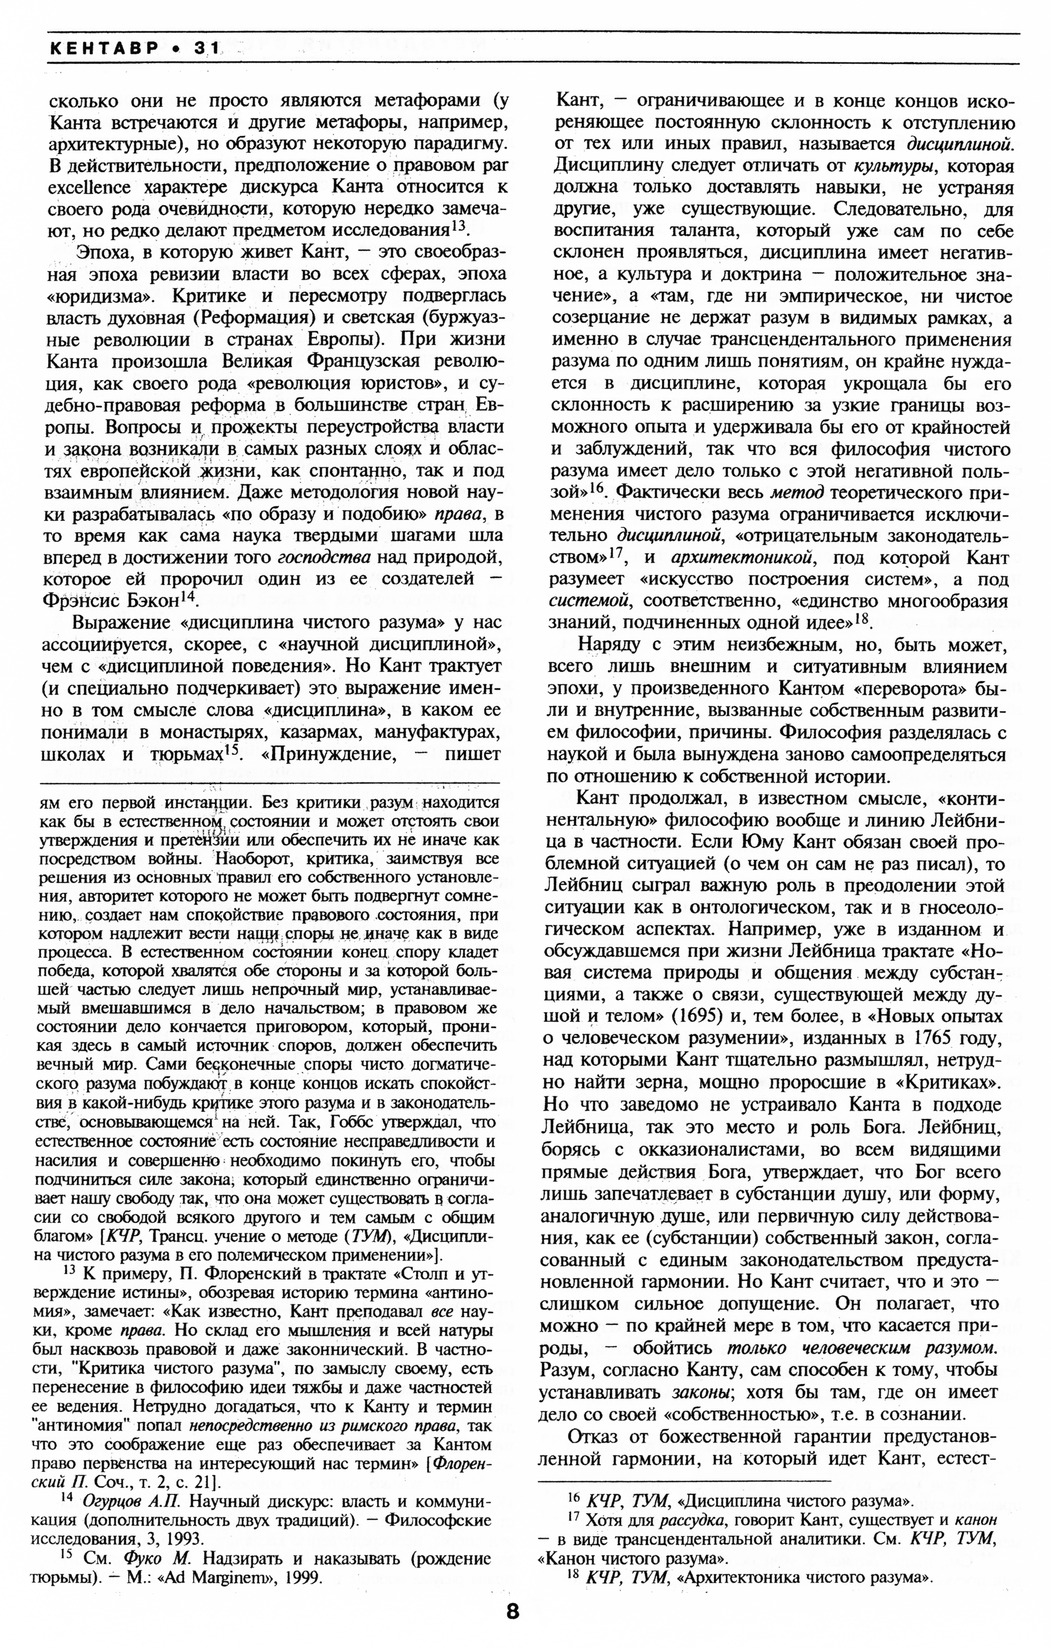 КЕНТАВР • 31
сколько они не просто являются метафорами (у
Канта встречаются и другие метафоры, например,
архитектурные), но образуют некоторую парадигму.
В действительности, предположение о правовом par
excellence характере дискурса Канта относится к
своего рода очевидности, которую нередко замеча-
ют, но редко делают предметом исследования13.
Эпоха, в которую живет Кант, — это своеобраз-
ная эпоха ревизии власти во всех сферах, эпоха
«юридизма». Критике и пересмотру подверглась
власть духовная (Реформация) и светская (буржуаз-
ные революции в странах Европы). При жизни
Канта произошла Великая Французская револю-
ция, как своего рода «революция юристов», и су-
дебно-правовая реформа в большинстве стран Ев-
ропы. Вопросы и прожекты переустройства власти
и закона возникали в самых разных слоях и облас-
тях европейской жизни, как спонтанно, так и под
взаимным влиянием. Даже методология новой нау-
ки разрабатывалась «по образу и подобию» права, в
то время как сама наука твердыми шагами шла
вперед в достижении того господства над природой,
которое ей пророчил один из ее создателей —
Фрэнсис Бэкон14.
Выражение «дисциплина чистого разума» у нас
ассоциируется, скорее, с «научной дисциплиной»,
чем с «дисциплиной поведения». Но Кант трактует
(и специально подчеркивает) это выражение имен-
но в том смысле слова «дисциплина», в каком ее
понимали в монастырях, казармах, мануфактурах,
школах и тюрьмах15. «Принуждение, — пишет
ям его первой инстанции. Без критики разум находится
как бы в естественном состоянии и может отстоять свои
утверждения и претензии или обеспечить их не иначе как
посредством войны. Наоборот, критика, заимствуя все
решения из основных правил его собственного установле-
ния, авторитет которого не может быть подвергнут сомне-
нию, создает нам спокойствие правового состояния, при
котором надлежит вести наши споры не иначе как в виде
процесса. В естественном состоянии конец спору кладет
победа, которой хвалятся обе стороны и за которой боль-
шей частью следует лишь непрочный мир, устанавливае-
мый вмешавшимся в дело начальством; в правовом же
состоянии дело кончается приговором, который, прони-
кая здесь в самый источник споров, должен обеспечить
вечный мир. Сами бесконечные споры чисто догматиче-
ского разума побуждают в конце концов искать спокойст-
вия в какой-нибудь критике этого разума и в законодатель-
стве, основывающемся на ней. Так, Гоббс утверждал, что
естественное состояние есть состояние несправедливости и
насилия и совершенно необходимо покинуть его, чтобы
подчиниться силе закона, который единственно ограничи-
вает нашу свободу так, что она может существовать в согла-
сии со свободой всякого другого и тем самым с общим
благом» [КЧР, Трансц. учение о методе (ТУМ), «Дисципли-
на чистого разума в его полемическом применении»].
13 К примеру, П. Флоренский в трактате «Столп и ут-
верждение истины», обозревая историю термина «антино-
мия», замечает: «Как известно, Кант преподавал все нау-
ки, кроме права. Но склад его мышления и всей натуры
был насквозь правовой и даже законнический. В частно-
сти, "Критика чистого разума", по замыслу своему, есть
перенесение в философию идеи тяжбы и даже частностей
ее ведения. Нетрудно догадаться, что к Канту и термин
"антиномия" попал непосредственно из римского права, так
что это соображение еще раз обеспечивает за Кантом
право первенства на интересующий нас термин» [Флорен-
ский П. Соч., т. 2, с. 21].
14 Огурцов А.П. Научный дискурс: власть и коммуни-
кация (дополнительность двух традиций). — Философские
исследования, 3, 1993.
15 См. Фуко М. Надзирать и наказывать (рождение
тюрьмы). — М.: «Ad Marginem», 1999.
Кант, — ограничивающее и в конце концов иско-
реняющее постоянную склонность к отступлению
от тех или иных правил, называется дисциплиной.
Дисциплину следует отличать от культуры, которая
должна только доставлять навыки, не устраняя
другие, уже существующие. Следовательно, для
воспитания таланта, который уже сам по себе
склонен проявляться, дисциплина имеет негатив-
ное, а культура и доктрина — положительное зна-
чение», а «там, где ни эмпирическое, ни чистое
созерцание не держат разум в видимых рамках, а
именно в случае трансцендентального применения
разума по одним лишь понятиям, он крайне нужда-
ется в дисциплине, которая укрощала бы его
склонность к расширению за узкие границы воз-
можного опыта и удерживала бы его от крайностей
и заблуждений, так что вся философия чистого
разума имеет дело только с этой негативной поль-
зой»16. Фактически весь метод теоретического при-
менения чистого разума ограничивается исключи-
тельно дисциплиной, «отрицательным законодатель-
ством»17, и архитектоникой, под которой Кант
разумеет «искусство построения систем», а под
системой, соответственно, «единство многообразия
знаний, подчиненных одной идее»18.
Наряду с этим неизбежным, но, быть может,
всего лишь внешним и ситуативным влиянием
эпохи, у произведенного Кантом «переворота» бы-
ли и внутренние, вызванные собственным развити-
ем философии, причины. Философия разделялась с
наукой и была вынуждена заново самоопределяться
по отношению к собственной истории.
Кант продолжал, в известном смысле, «конти-
нентальную» философию вообще и линию Лейбни-
ца в частности. Если Юму Кант обязан своей про-
блемной ситуацией (о чем он сам не раз писал), то
Лейбниц сыграл важную роль в преодолении этой
ситуации как в онтологическом, так и в гносеоло-
гическом аспектах. Например, уже в изданном и
обсуждавшемся при жизни Лейбница трактате «Но-
вая система природы и общения между субстан-
циями, а также о связи, существующей между ду-
шой и телом» (1695) и, тем более, в «Новых опытах
о человеческом разумении», изданных в 1765 году,
над которыми Кант тщательно размышлял, нетруд-
но найти зерна, мощно проросшие в «Критиках».
Но что заведомо не устраивало Канта в подходе
Лейбница, так это место и роль Бога. Лейбниц,
борясь с окказионалистами, во всем видящими
прямые действия Бога, утверждает, что Бог всего
лишь запечатлевает в субстанции душу, или форму,
аналогичную душе, или первичную силу действова-
ния, как ее (субстанции) собственный закон, согла-
сованный с единым законодательством предуста-
новленной гармонии. Но Кант считает, что и это —
слишком сильное допущение. Он полагает, что
можно — по крайней мере в том, что касается при-
роды, — обойтись только человеческим разумом.
Разум, согласно Канту, сам способен к тому, чтобы
устанавливать законы; хотя бы там, где он имеет
дело со своей «собственностью», т.е. в сознании.
Отказ от божественной гарантии предустанов-
ленной гармонии, на который идет Кант, естест-
16 КЧР, ТУМ, «Дисциплина чистого разума».
17 Хотя для рассудка, говорит Кант, существует и канон
— в виде трансцендентальной аналитики. См. КЧР, ТУМ,
«Канон чистого разума».
18 КЧР, ТУМ, «Архитектоника чистого разума».
8